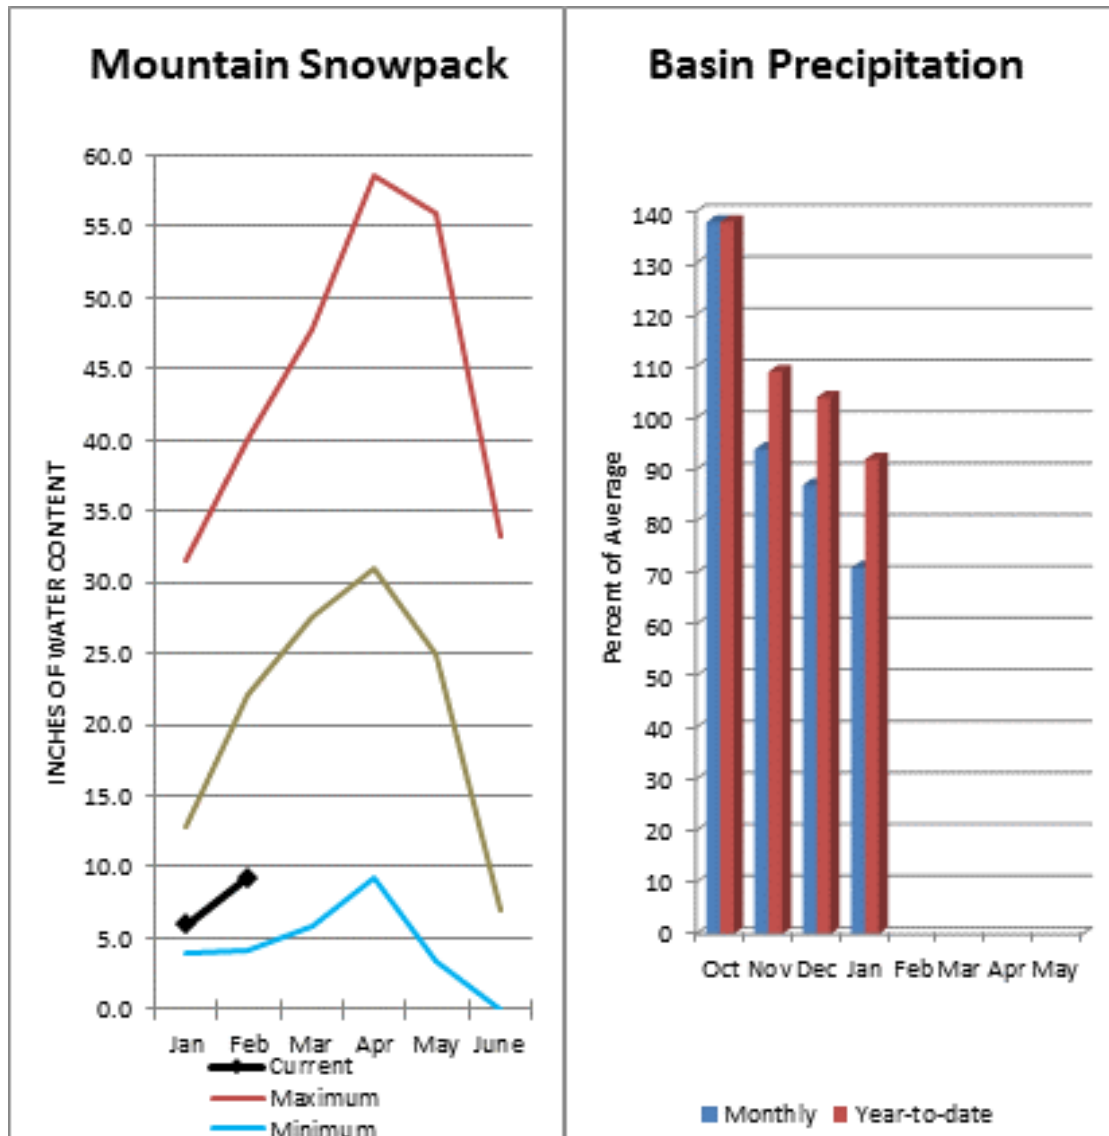 Mountain Snowpack
INCHES OF WATER CONTENT
60.0
55.0
50.0
45.0
40.0
35.0
30.0
25.0
20.0
15.0
10.0
5.0
0.0
Jan Feb Mar Apr May June
Current
Maximum
Minimum
Basin Precipitation
Percent of Average
140
130
120
110
100
90
80
70
60
50
40
30
20
10
0
Oct Nov Dec Jan Feb Mar Apr May
Monthly Year-to-date